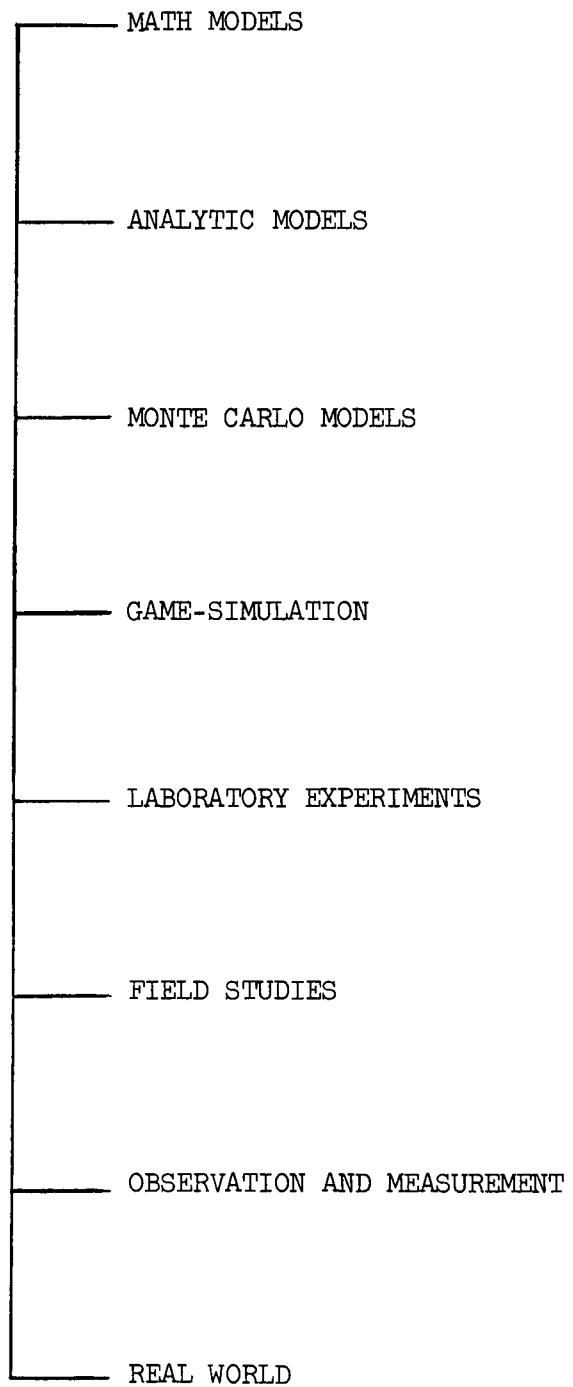 MATH MODELS
ANALYTIC MODELS
MONTE CARLO MODELS
GAME-SIMULATION
LABORATORY EXPERIMENTS
FIELD STUDIES
OBSERVATION AND MEASUREMENT
REAL WORLD